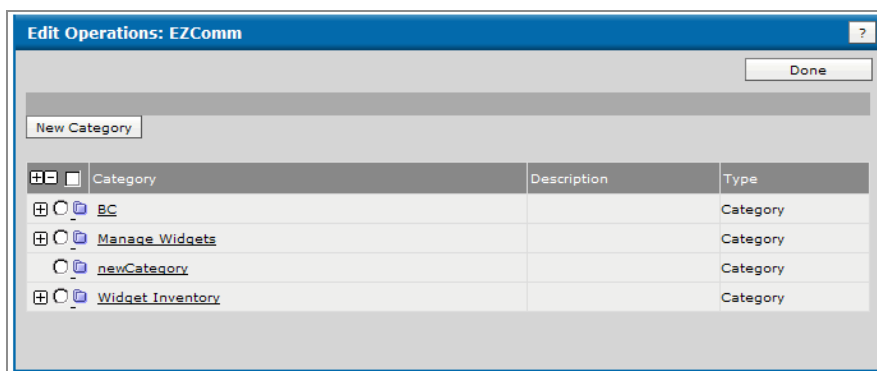 Edit Operations: EZComm
?
Done
New Category
Category Description Type
BC Category
Manage Widgets Category
newCategory Category
Widget Inventory Category